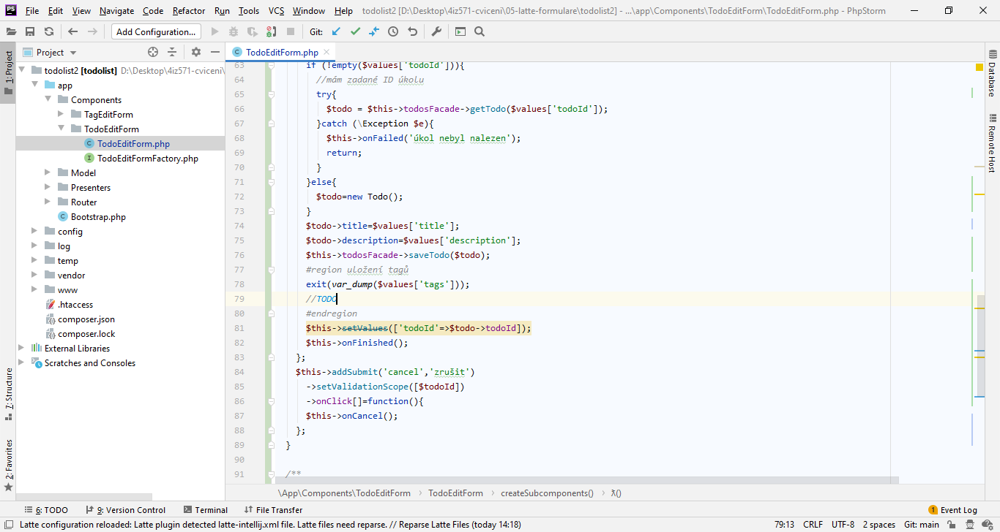 File Edit View Navigate Code Refactor Run Tools VCS Window Help todolist2 [D:\Desktop\4iz571-cviceni\05-latte-formulare\todolist2] - ...\app\Components\TodoEditForm\TodoEditForm.php - PhpStorm
Add Configuration... Git:
Project
TodoEditForm.php
1: Project
todolist2 [todolist] D:\Desktop\4iz571-cviceni\
app
Components
TagEditForm
TodoEditForm
TodoEditForm.php
TodoEditFormFactory.php
Model
Presenters
Router
Bootstrap.php
config
log
temp
vendor
www
.htaccess
composer.json
composer.lock
External Libraries
Scratches and Consoles
7: Structure
2: Favorites
63 if (!empty($values['todoId'])){
64 //mám zadané ID úkolu
65 try{
66 $todo = $this->todosFacade->getTodo($values['todoId']);
67 }catch (\Exception $e){
68 $this->onFailed('úkol nebyl nalezen');
69 return;
70 }
71 }else{
72 $todo=new Todo();
73 }
74 $todo->title=$values['title'];
75 $todo->description=$values['description'];
76 $this->todosFacade->saveTodo($todo);
77 #region uložení tagů
78 exit(var_dump($values['tags']));
79 //TODO
80 #endregion
81 $this->setValues(['todoId'=>$todo->todoId]);
82 $this->onFinished();
83 };
84 $this->addSubmit('cancel','zrušit')
85 ->setValidationScope([$todoId])
86 ->onClick[]=function(){
87 $this->onCancel();
88 };
89 }
90
91 /**
Database
Remote Host
\App\Components\TodoEditForm › TodoEditForm › createSubcomponents() › ƛ()
6: TODO 9: Version Control Terminal File Transfer 1 Event Log
Latte configuration reloaded: Latte plugin detected latte-intellij.xml file. Latte files need reparse. // Reparse Latte Files (today 14:18) 79:13 CRLF UTF-8 2 spaces Git: main